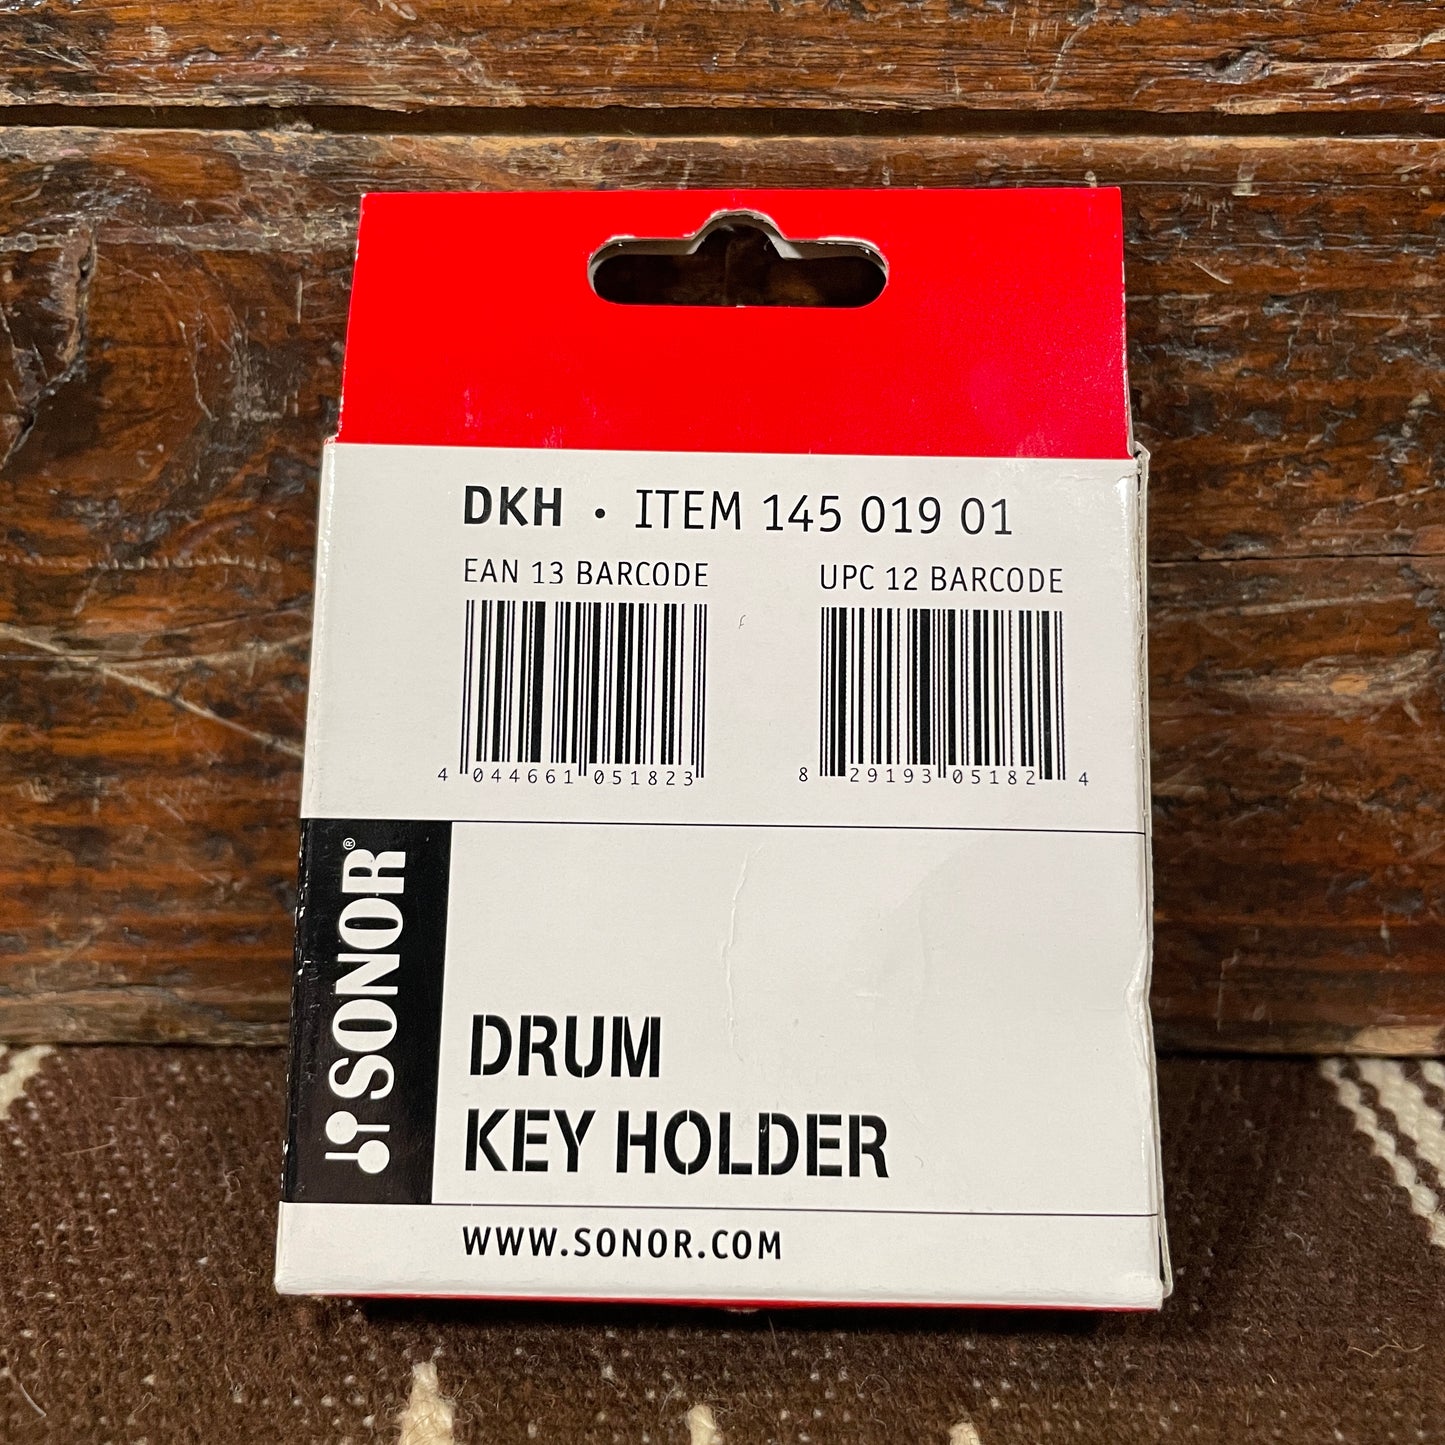 DKH • ITEM 145 019 01
EAN 13 BARCODE
UPC 12 BARCODE
4 044661 051823
8 29193 05182 4
SONOR®
DRUM
KEY HOLDER
WWW.SONOR.COM